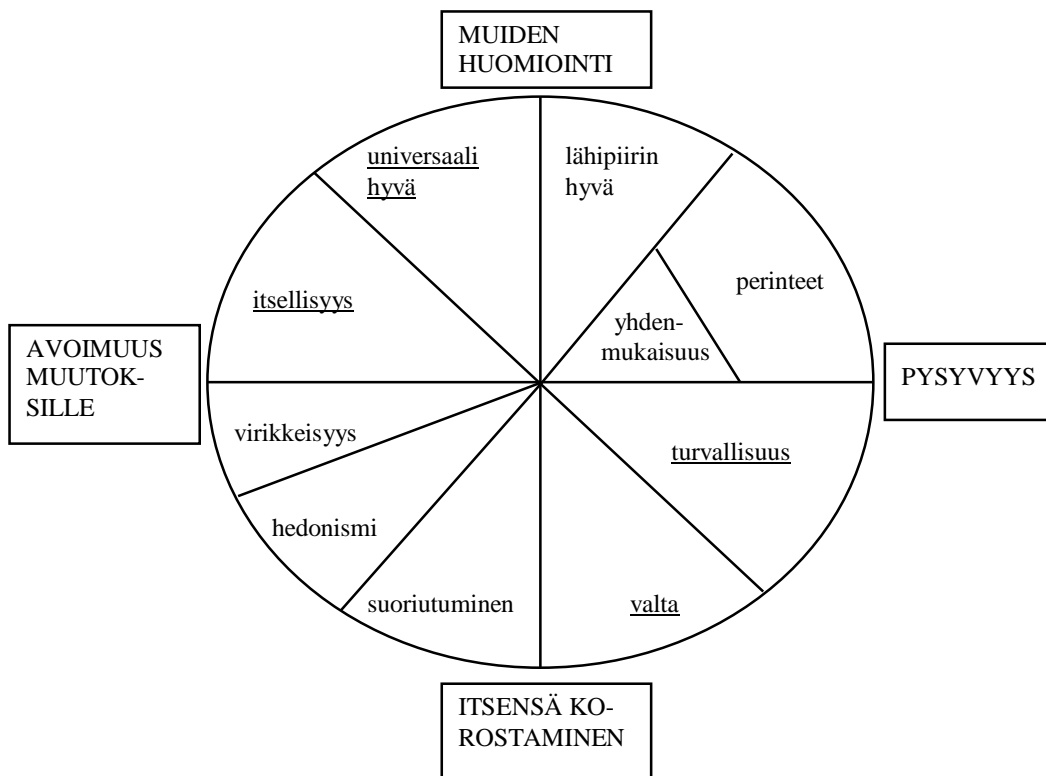 MUIDEN
HUOMIOINTI
universaali
hyvä
lähipiirin
hyvä
perinteet
itsellisyys
yhden-
mukaisuus
AVOIMUUS
MUUTOK-
SILLE
PYSYVYYS
virikkeisyys
turvallisuus
hedonismi
suoriutuminen
valta
ITSENSÄ KO-
ROSTAMINEN